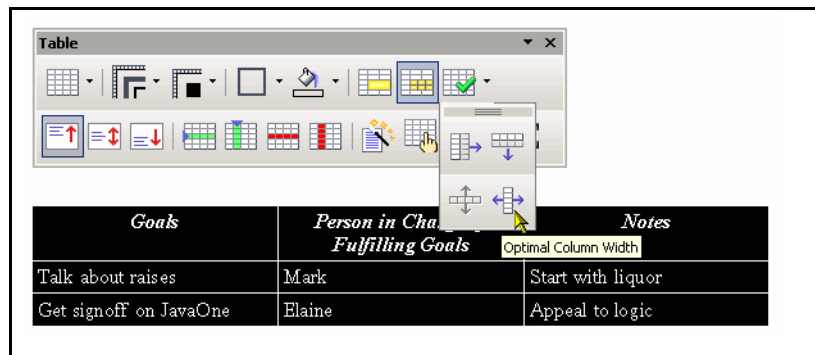 Table
Goals Person in Cha Notes
Fulfilling Goals
Optimal Column Width
Talk about raises Mark Start with liquor
Get signoff on JavaOne Elaine Appeal to logic